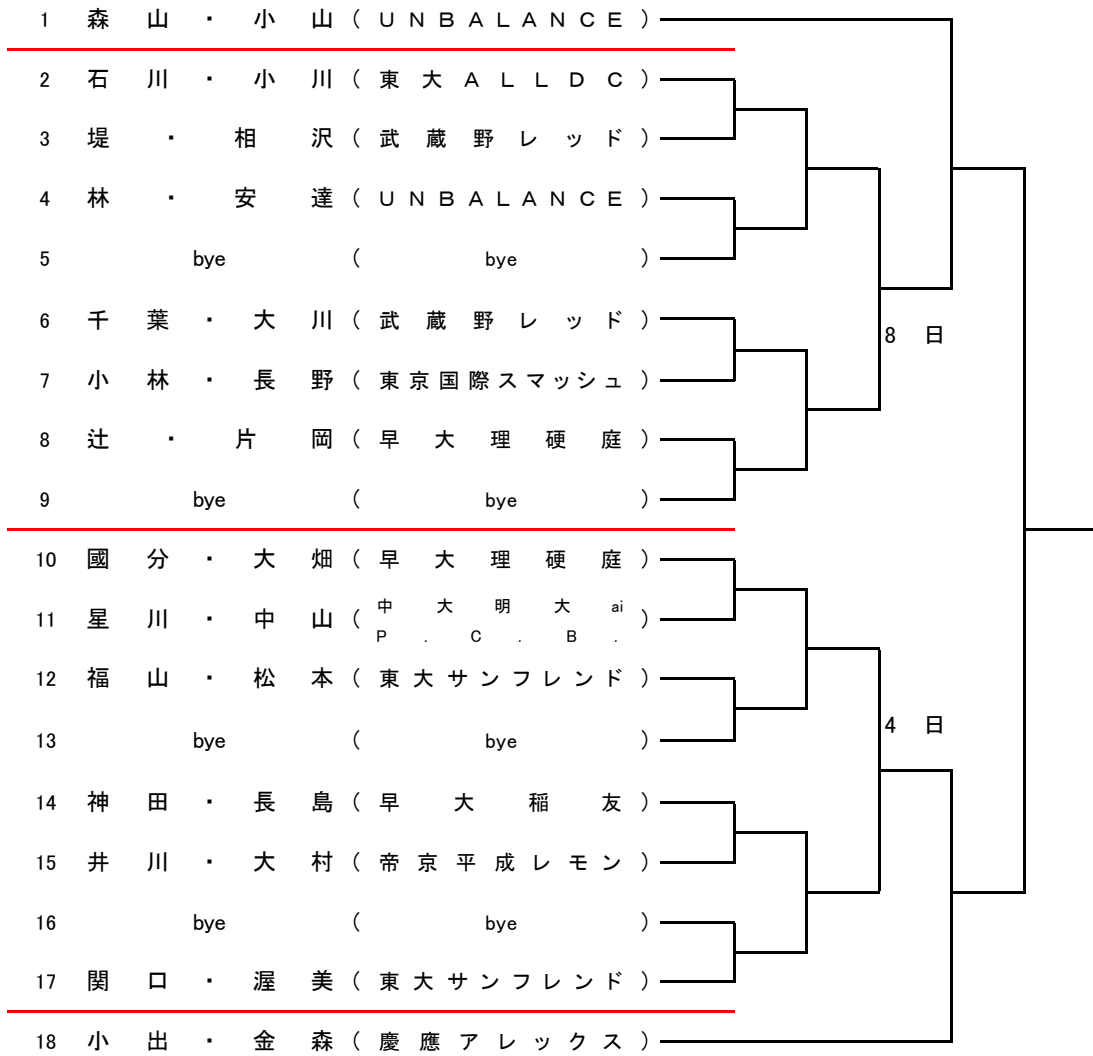 1 森山・小山(UNBALANCE)
2 石川・小川(東大ALLDC)
3 堤・相沢(武蔵野レッド)
4 林・安達(UNBALANCE)
5 bye ( bye )
6 千葉・大川(武蔵野レッド)
8日
7 小林・長野(東京国際スマッシュ)
8 辻・片岡(早大理硬庭)
9 bye ( bye )
10 國分・大畑(早大理硬庭)
11 星川・中山(中大明大ai
P.C.B.)
12 福山・松本(東大サンフレンド)
4日
13 bye ( bye )
14 神田・長島(早大稲友)
15 井川・大村(帝京平成レモン)
16 bye ( bye )
17 関口・渥美(東大サンフレンド)
18 小出・金森(慶應アレックス)